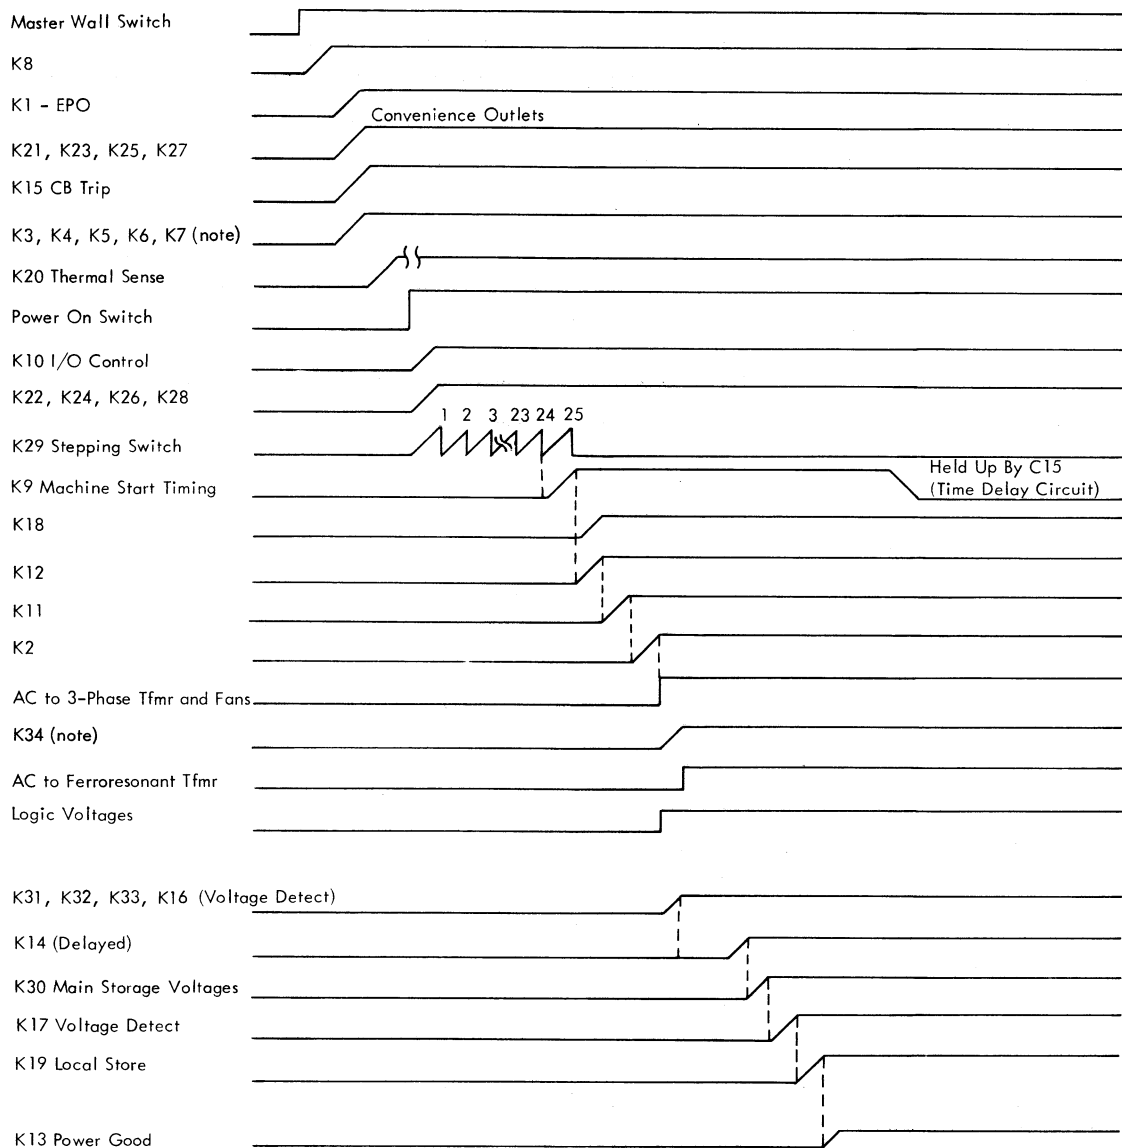 Master Wall Switch
K8
K1 - EPO
Convenience Outlets
K21, K23, K25, K27
K15 CB Trip
K3, K4, K5, K6, K7 (note)
K20 Thermal Sense
Power On Switch
K10 I/O Control
K22, K24, K26, K28
1 2 3 23 24 25
K29 Stepping Switch
Held Up By C15
K9 Machine Start Timing
(Time Delay Circuit)
K18
K12
K11
K2
AC to 3-Phase Tfmr and Fans
K34 (note)
AC to Ferroresonant Tfmr
Logic Voltages
K31, K32, K33, K16 (Voltage Detect)
K14 (Delayed)
K30 Main Storage Voltages
K17 Voltage Detect
K19 Local Store
K13 Power Good